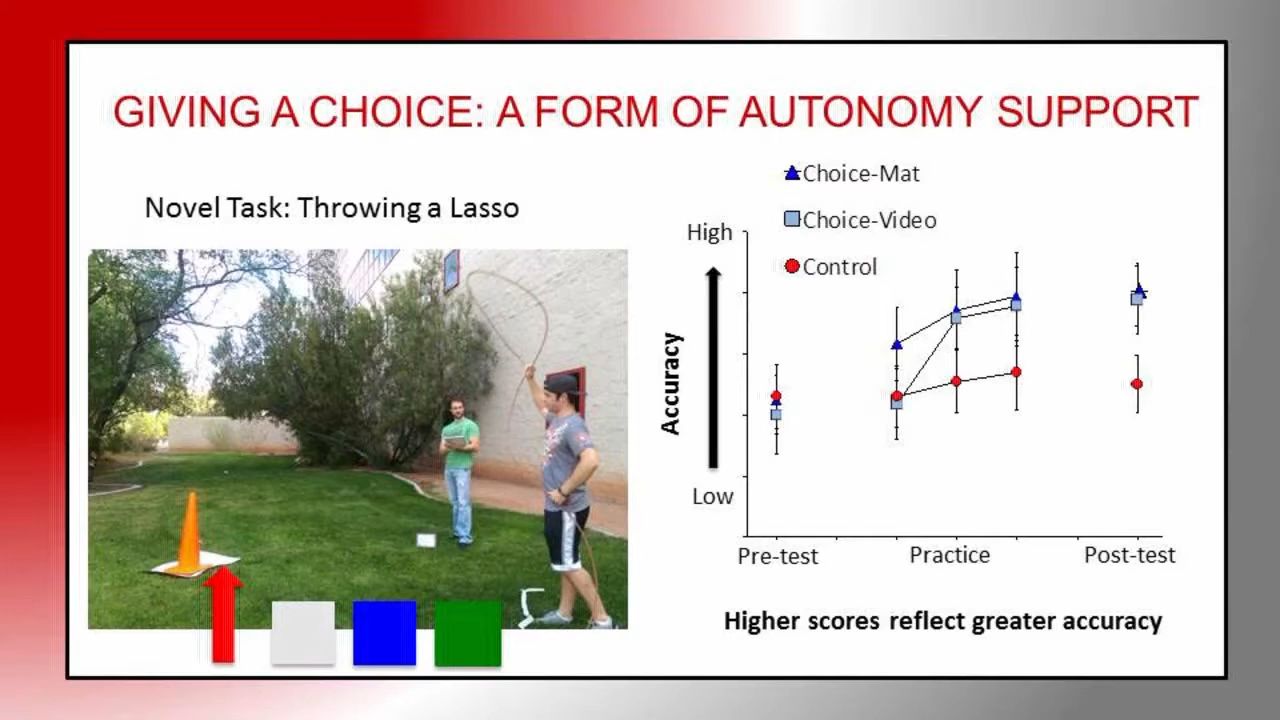 GIVING A CHOICE: A FORM OF AUTONOMY SUPPORT
Novel Task: Throwing a Lasso
Choice-Mat
Choice-Video
Control
High
Accuracy
Low
Pre-test
Practice
Post-test
Higher scores reflect greater accuracy